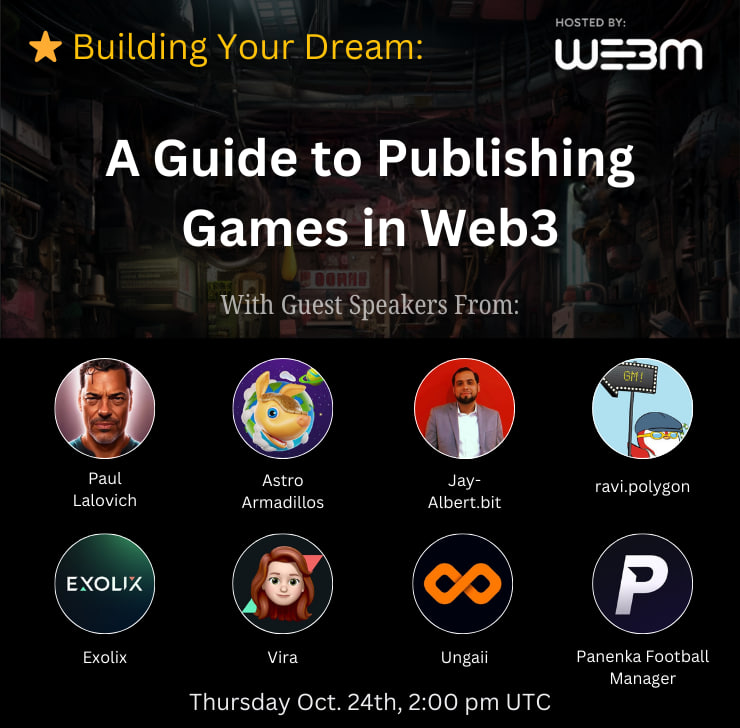 Building Your Dream:
HOSTED BY:
WEBM
A Guide to Publishing
Games in Web3
With Guest Speakers From:
GM!
Paul
Lalovich
Astro
Armadillos
Jay-
Albert.bit
ravi.polygon
EXOLIX
Exolix
Vira
Ungaii
P
Panenka Football
Manager
Thursday Oct. 24th, 2:00 pm UTC